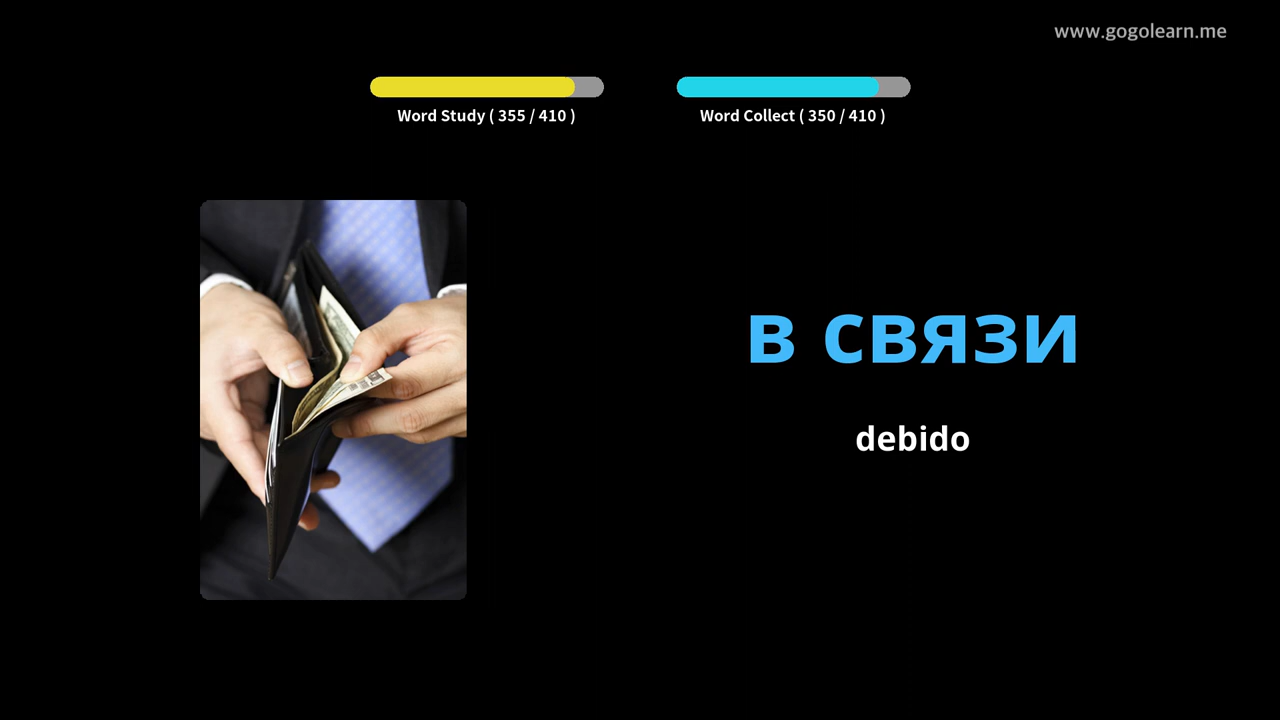 www.gogolearn.me
Word Study ( 355 / 410 )
Word Collect ( 350 / 410 )
в связи
debido